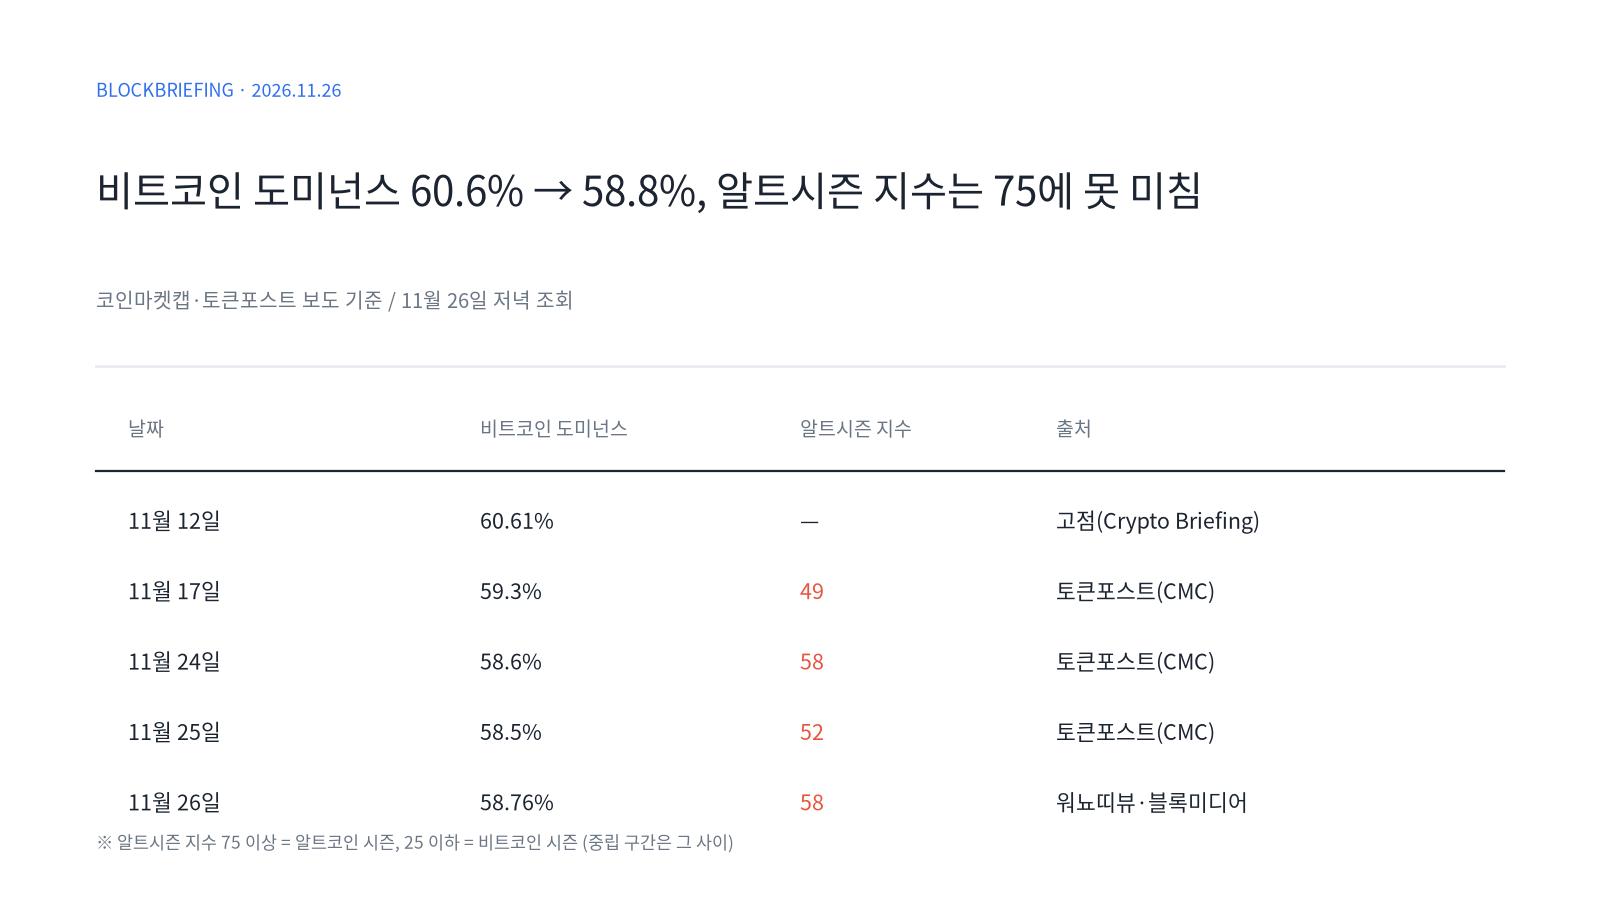 BLOCKBRIEFING · 2026.11.26
비트코인 도미넌스 60.6% → 58.8%, 알트시즌 지수는 75에 못 미침
코인마켓캡·토큰포스트 보도 기준 / 11월 26일 저녁 조회
날짜 비트코인 도미넌스 알트시즌 지수 출처
11월 12일 60.61% — 고점(Crypto Briefing)
11월 17일 59.3% 49 토큰포스트(CMC)
11월 24일 58.6% 58 토큰포스트(CMC)
11월 25일 58.5% 52 토큰포스트(CMC)
11월 26일 58.76% 58 워뇨띠뷰·블록미디어
※ 알트시즌 지수 75 이상 = 알트코인 시즌, 25 이하 = 비트코인 시즌 (중립 구간은 그 사이)